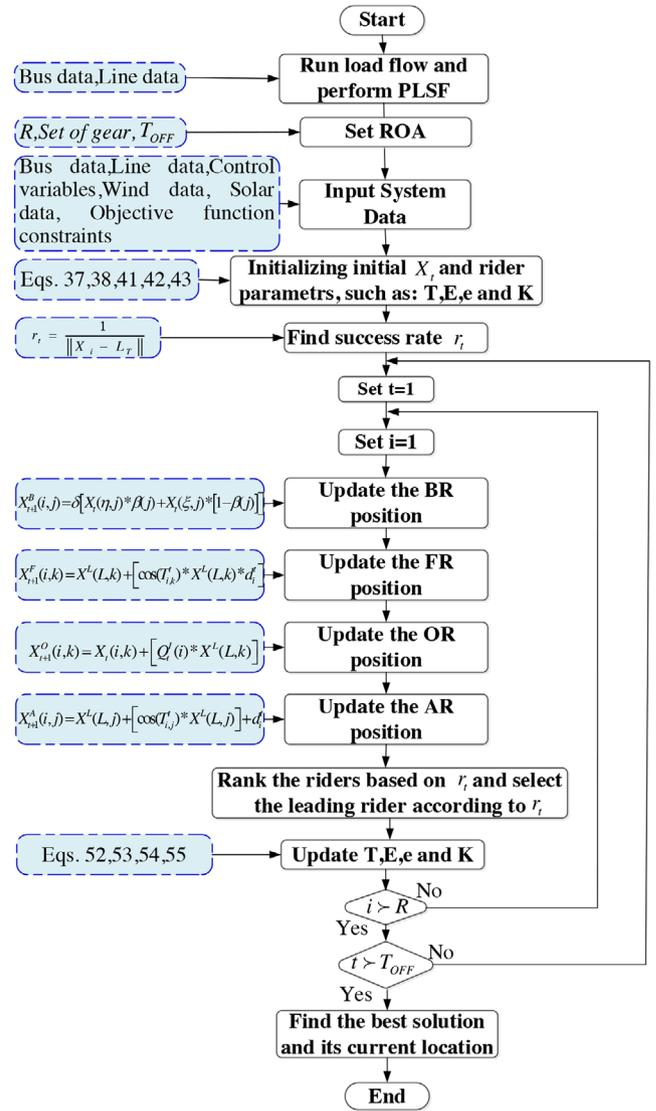 Start
Bus data,Line data
Run load flow and
perform PLSF
R,Set of gear, T_OFF
Set ROA
Bus data,Line data,Control
variables,Wind data, Solar
data, Objective function
constraints
Input System
Data
Eqs. 37,38,41,42,43
Initializing initial X_t and rider
parametrs, such as: T,E,e and K
r_t = 1 / ‖X_i − L_T‖
Find success rate r_t
Set t=1
Set i=1
X^B_{t+1}(i,j)=δ[X_t(η,j)*β(j)+X_t(ξ,j)*[1−β(j)]]
Update the BR
position
X^F_{t+1}(i,k)=X^L(L,k)+[cos(T^t_{i,k})*X^L(L,k)*d^t_i]
Update the FR
position
X^O_{t+1}(i,k)=X_t(i,k)+[Q^I_t(i)*X^L(L,k)]
Update the OR
position
X^A_{t+1}(i,j)=X^L(L,j)+[cos(T^t_{i,j})*X^L(L,j)]+d^t_i
Update the AR
position
Rank the riders based on r_t and select
the leading rider according to r_t
Eqs. 52,53,54,55
Update T,E,e and K
No
i ≻ R
Yes
No
t ≻ T_OFF
Yes
Find the best solution
and its current location
End